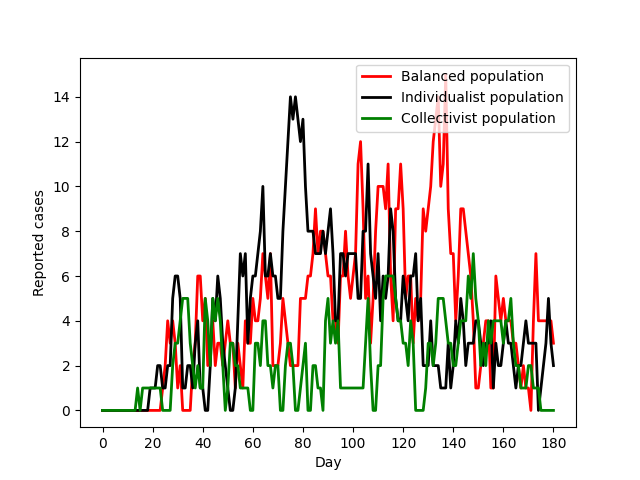 Balanced population
Individualist population
Collectivist population
14
12
10
8
6
4
2
0
Reported cases
0 20 40 60 80 100 120 140 160 180
Day